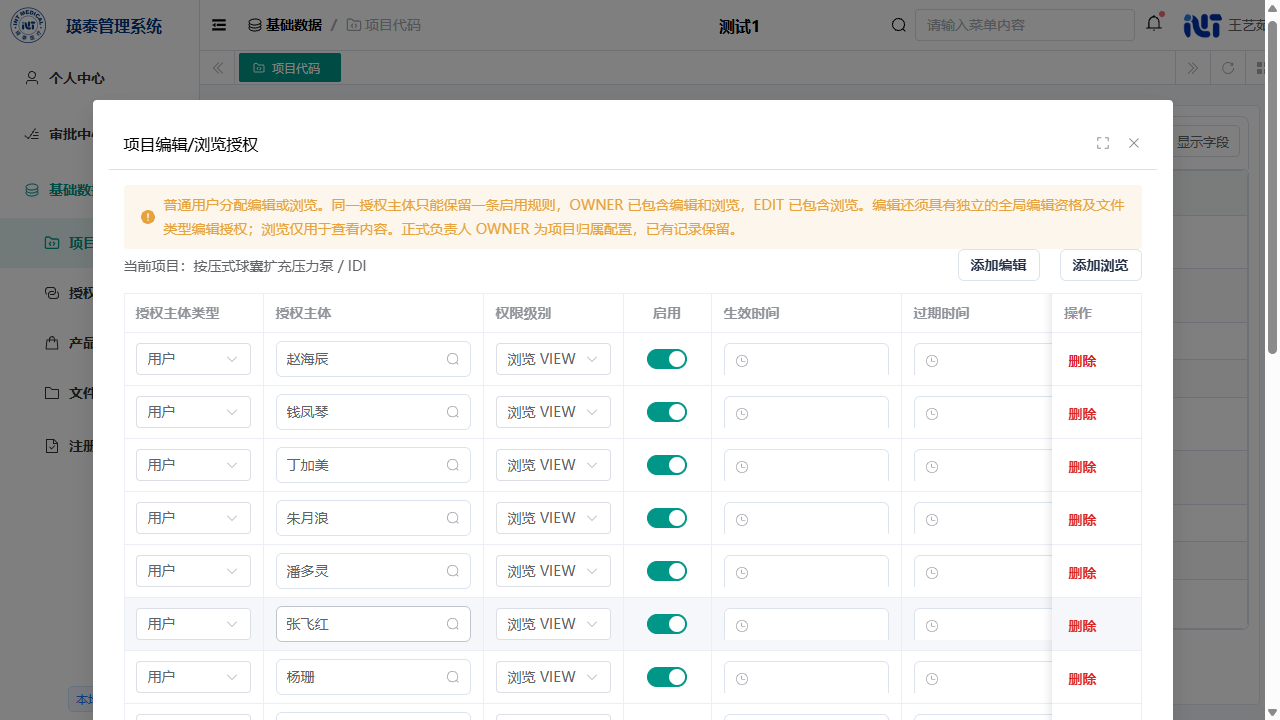 瑛泰管理系统
基础数据 / 项目代码
测试1
请输入菜单内容
王艺茹
项目代码
个人中心
审批中
基础数
项目
授权
产品
文件
注册
显示字段
项目编辑/浏览授权
普通用户分配编辑或浏览。同一授权主体只能保留一条启用规则，OWNER 已包含编辑和浏览，EDIT 已包含浏览。编辑还须具有独立的全局编辑资格及文件
类型编辑授权；浏览仅用于查看内容。正式负责人 OWNER 为项目归属配置，已有记录保留。
当前项目：按压式球囊扩充压力泵 / IDI
添加编辑
添加浏览
授权主体类型 授权主体 权限级别 启用 生效时间 过期时间 操作
用户 赵海辰 浏览 VIEW 删除
用户 钱凤琴 浏览 VIEW 删除
用户 丁加美 浏览 VIEW 删除
用户 朱月浪 浏览 VIEW 删除
用户 潘多灵 浏览 VIEW 删除
用户 张飞红 浏览 VIEW 删除
用户 杨珊 浏览 VIEW 删除